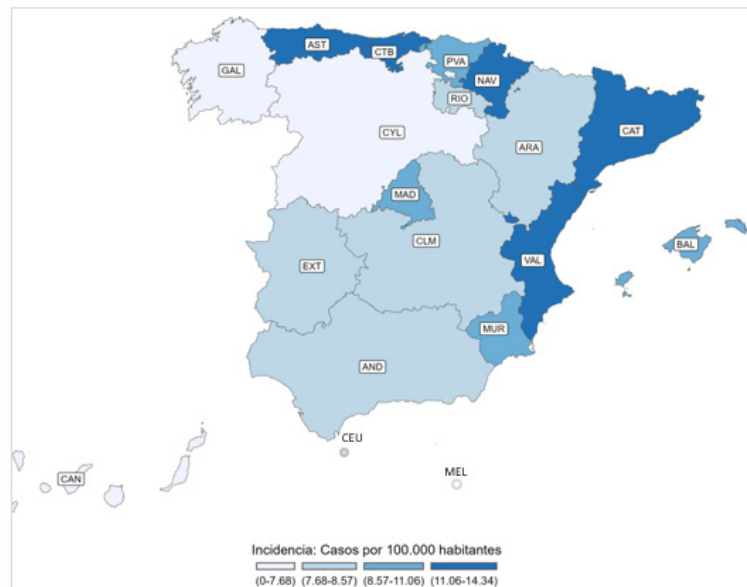 AST
CTB
PVA
GAL
NAV
RIO
CYL
CAT
ARA
MAD
CLM
BAL
VAL
EXT
MUR
AND
CEU
MEL
CAN
Incidencia: Casos por 100.000 habitantes
(0-7.68) (7.68-8.57) (8.57-11.06) (11.06-14.34)